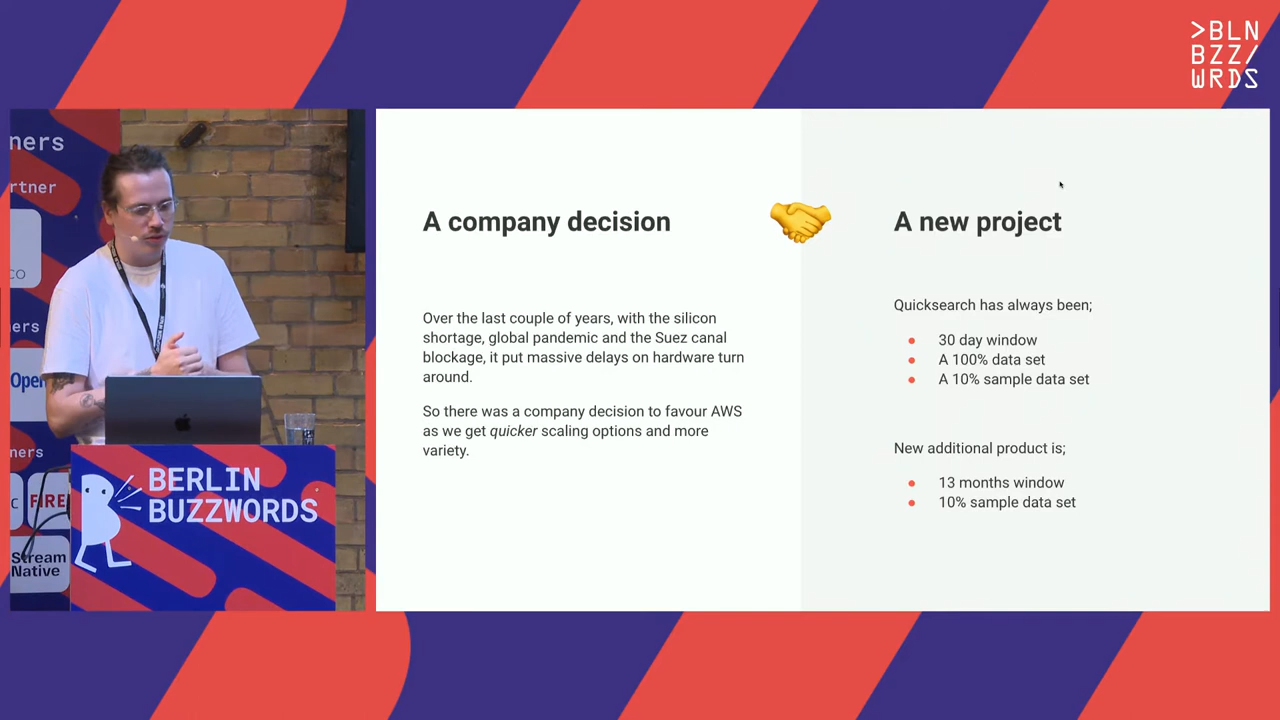 >BLN
BZZ/
WRDS
ners
rtner
CO
ners
Open
ners
C
FIRE
Stream
Native
BERLIN
BUZZWORDS
A company decision
Over the last couple of years, with the silicon
shortage, global pandemic and the Suez canal
blockage, it put massive delays on hardware turn
around.
So there was a company decision to favour AWS
as we get quicker scaling options and more
variety.
A new project
Quicksearch has always been;
30 day window
A 100% data set
A 10% sample data set
New additional product is;
13 months window
10% sample data set